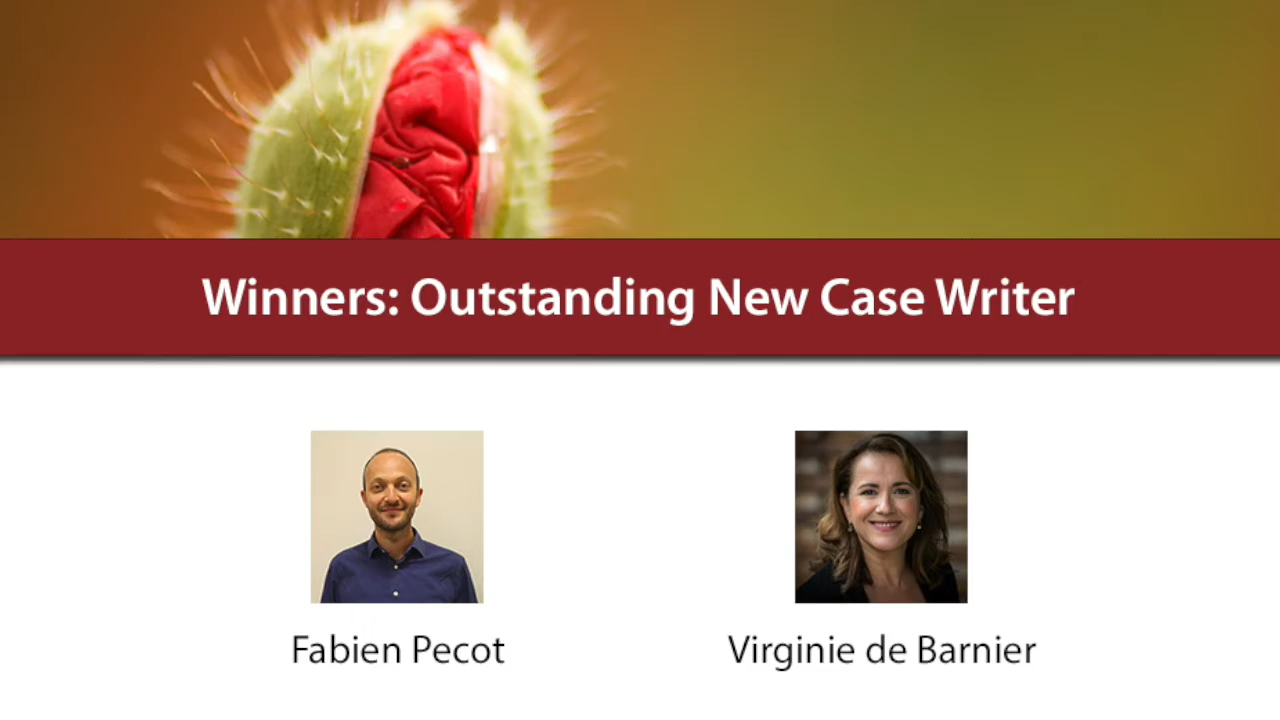 Winners: Outstanding New Case Writer
Fabien Pecot
Virginie de Barnier